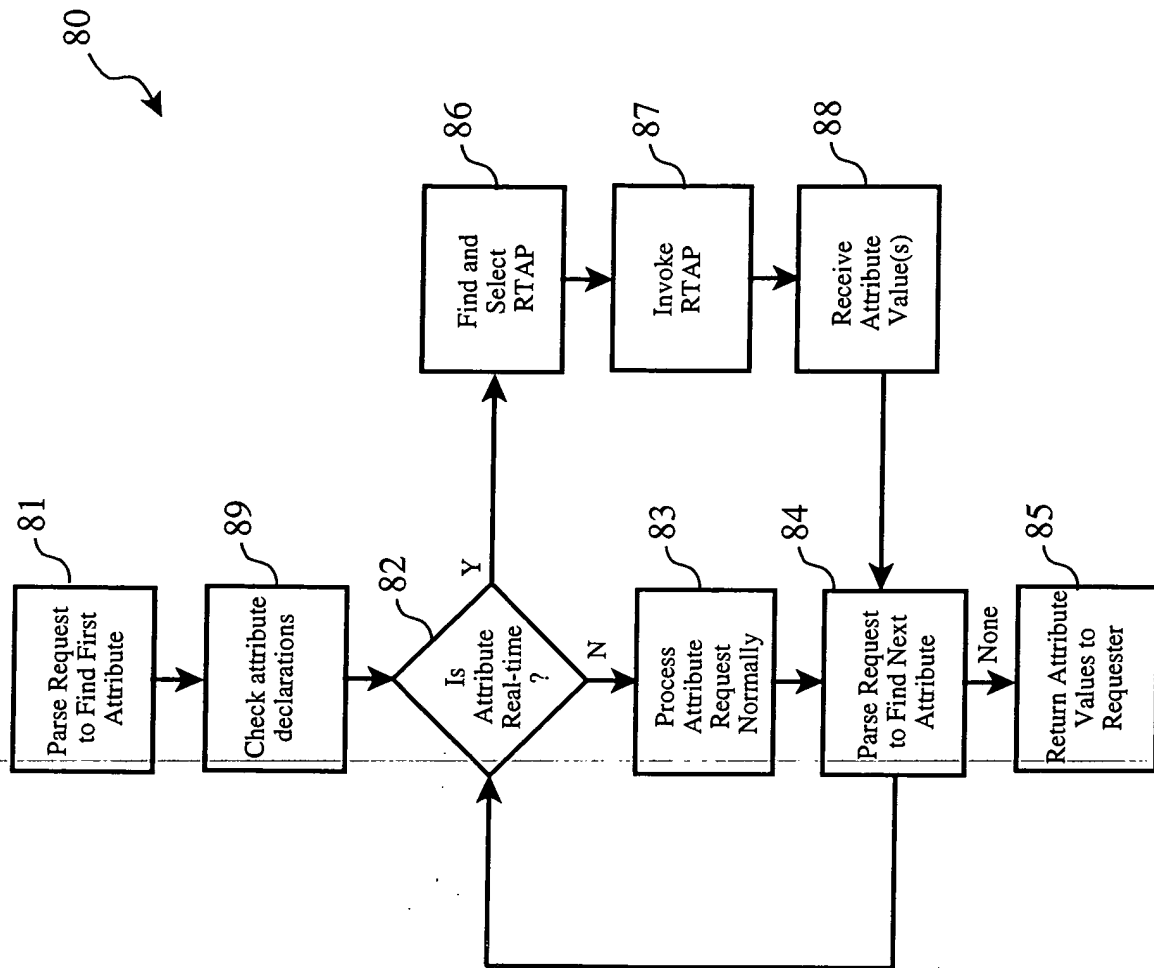 80
81
Parse Request
to Find First
Attribute
89
Check attribute
declarations
82
Is
Attribute
Real-time
?
Y
N
86
Find and
Select
RTAP
87
Invoke
RTAP
88
Receive
Attribute
Value(s)
83
Process
Attribute
Request
Normally
84
Parse Request
to Find Next
Attribute
None
85
Return Attribute
Values to
Requester